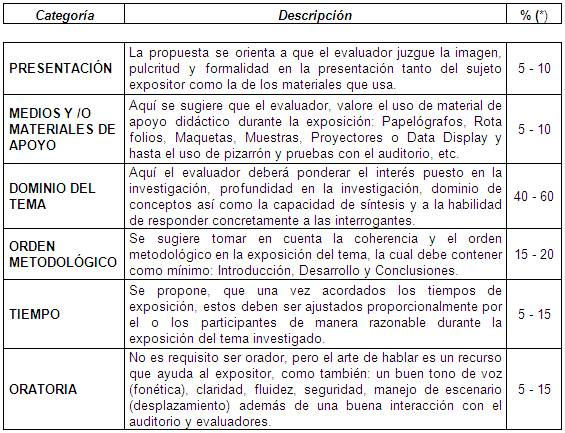 Categoría Descripción % (*)
La propuesta se orienta a que el evaluador juzgue la imagen,
PRESENTACIÓN pulcritud y formalidad en la presentación tanto del sujeto 5 - 10
expositor como la de los materiales que usa.
Aquí se sugiere que el evaluador, valore el uso de material de
MEDIOS Y /O apoyo didáctico durante la exposición: Papelógrafos, Rota
MATERIALES DE folios, Maquetas, Muestras, Proyectores o Data Display y 5 - 10
APOYO hasta el uso de pizarrón y pruebas con el auditorio, etc.
Aquí el evaluador deberá ponderar el interés puesto en la
DOMINIO DEL investigación, profundidad en la investigación, dominio de
TEMA conceptos así como la capacidad de síntesis y a la habilidad 40 - 60
de responder concretamente a las interrogantes.
ORDEN Se sugiere tomar en cuenta la coherencia y el orden
METODOLÓGICO metodológico en la exposición del tema, la cual debe contener 15 - 20
como mínimo: Introducción, Desarrollo y Conclusiones.
Se propone, que una vez acordados los tiempos de
TIEMPO exposición, estos deben ser ajustados proporcionalmente por 5 - 15
el o los participantes de manera razonable durante la
exposición del tema investigado.
No es requisito ser orador, pero el arte de hablar es un recurso
que ayuda al expositor, como también: un buen tono de voz
ORATORIA (fonética), claridad, fluidez, seguridad, manejo de escenario 5 - 15
(desplazamiento) además de una buena interacción con el
auditorio y evaluadores.